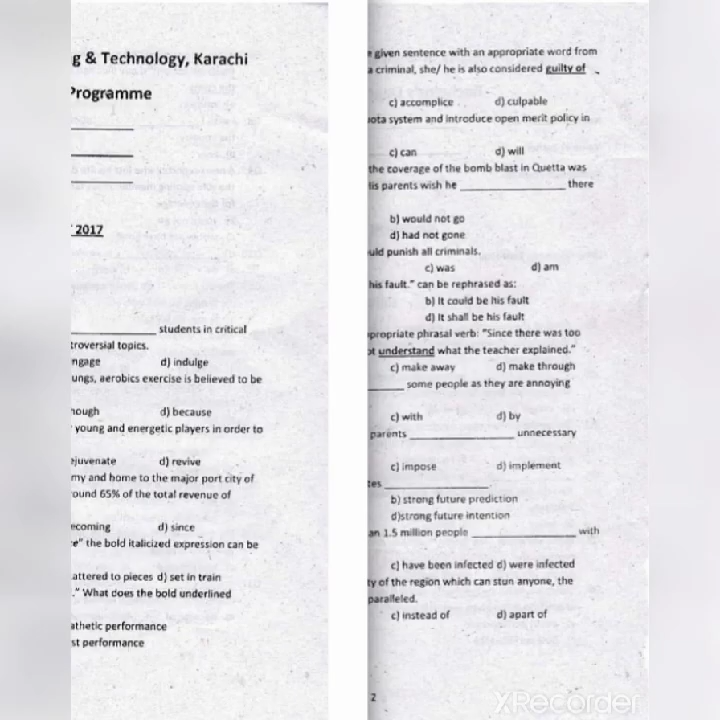 g & Technology, Karachi
Programme
2017
____________ students in critical
troversial topics.
ngage d) indulge
ungs, aerobics exercise is believed to be
hough d) because
young and energetic players in order to
ejuvenate d) revive
my and home to the major port city of
ound 65% of the total revenue of
ecoming d) since
e" the bold italicized expression can be
attered to pieces d) set in train
." What does the bold underlined
athetic performance
st performance
given sentence with an appropriate word from
a criminal, she/ he is also considered guilty of
c) accomplice d) culpable
ota system and introduce open merit policy in
c) can d) will
the coverage of the bomb blast in Quetta was
lis parents wish he ______________ there
b) would not go
d) had not gone
uld punish all criminals.
c) was d) am
his fault." can be rephrased as:
b) It could be his fault
d) It shall be his fault
propriate phrasal verb: "Since there was too
ot understand what the teacher explained."
c) make away d) make through
_____ some people as they are annoying
c) with d) by
parents ______________ unnecessary
c) impose d) implement
tes ______________.
b) strong future prediction
d)strong future intention
an 1.5 million people ______________ with
c) have been infected d) were infected
ty of the region which can stun anyone, the
paralleled.
c) instead of d) apart of
2
XRecorder